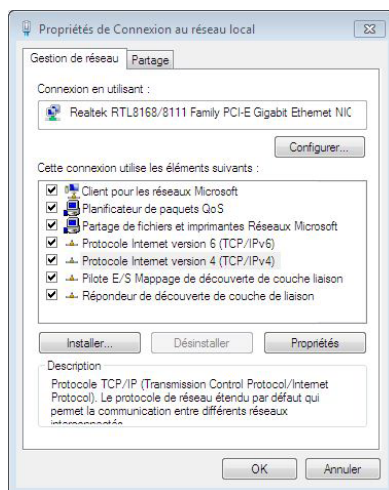 Propriétés de Connexion au réseau local
Gestion de réseau Partage
Connexion en utilisant :
Realtek RTL8168/8111 Family PCI-E Gigabit Ethernet NIC
Configurer...
Cette connexion utilise les éléments suivants :
Client pour les réseaux Microsoft
Planificateur de paquets QoS
Partage de fichiers et imprimantes Réseaux Microsoft
Protocole Internet version 6 (TCP/IPv6)
Protocole Internet version 4 (TCP/IPv4)
Pilote E/S Mappage de découverte de couche liaison
Répondeur de découverte de couche de liaison
Installer... Désinstaller Propriétés
Description
Protocole TCP/IP (Transmission Control Protocol/Internet
Protocol). Le protocole de réseau étendu par défaut qui
permet la communication entre différents réseaux
interconnectés
OK Annuler